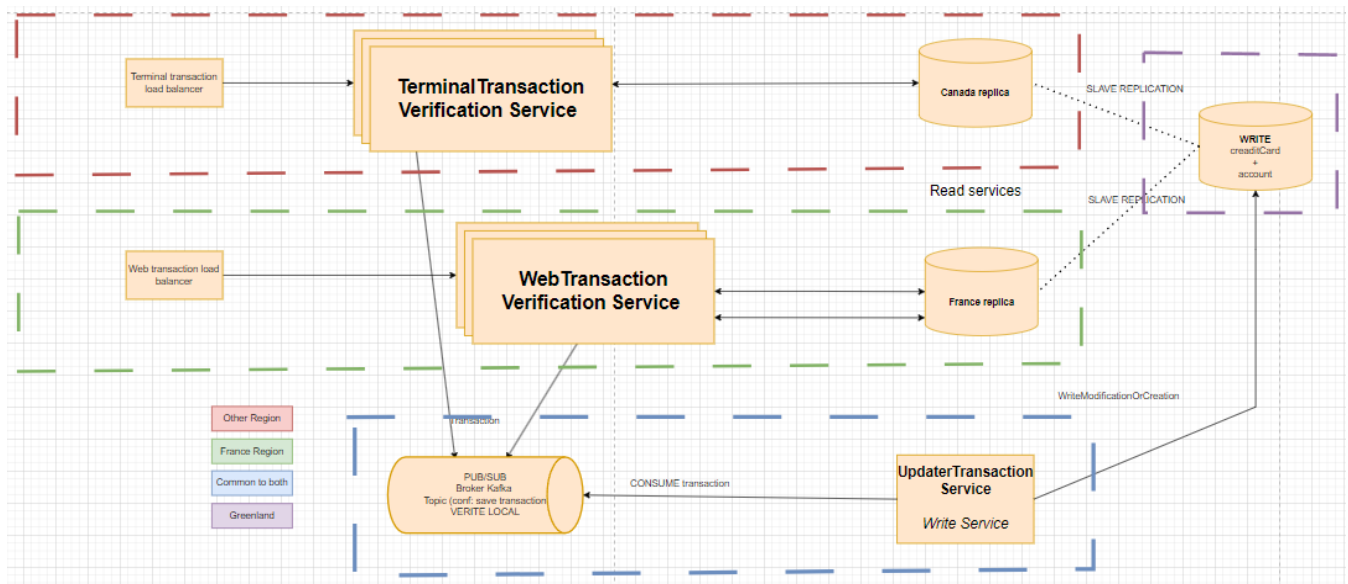 Terminal transaction
load balancer
TerminalTransaction
Verification Service
Canada replica
SLAVE REPLICATION
WRITE
creaditCard
+
account
Read services
SLAVE REPLICATION
Web transaction load
balancer
WebTransaction
Verification Service
France replica
WriteModificationOrCreation
Other Region
France Region
Common to both
Greenland
Transaction
PUB/SUB
Broker Kafka
Topic (conf: save transaction
VERITE LOCAL
CONSUME transaction
UpdaterTransaction
Service
Write Service